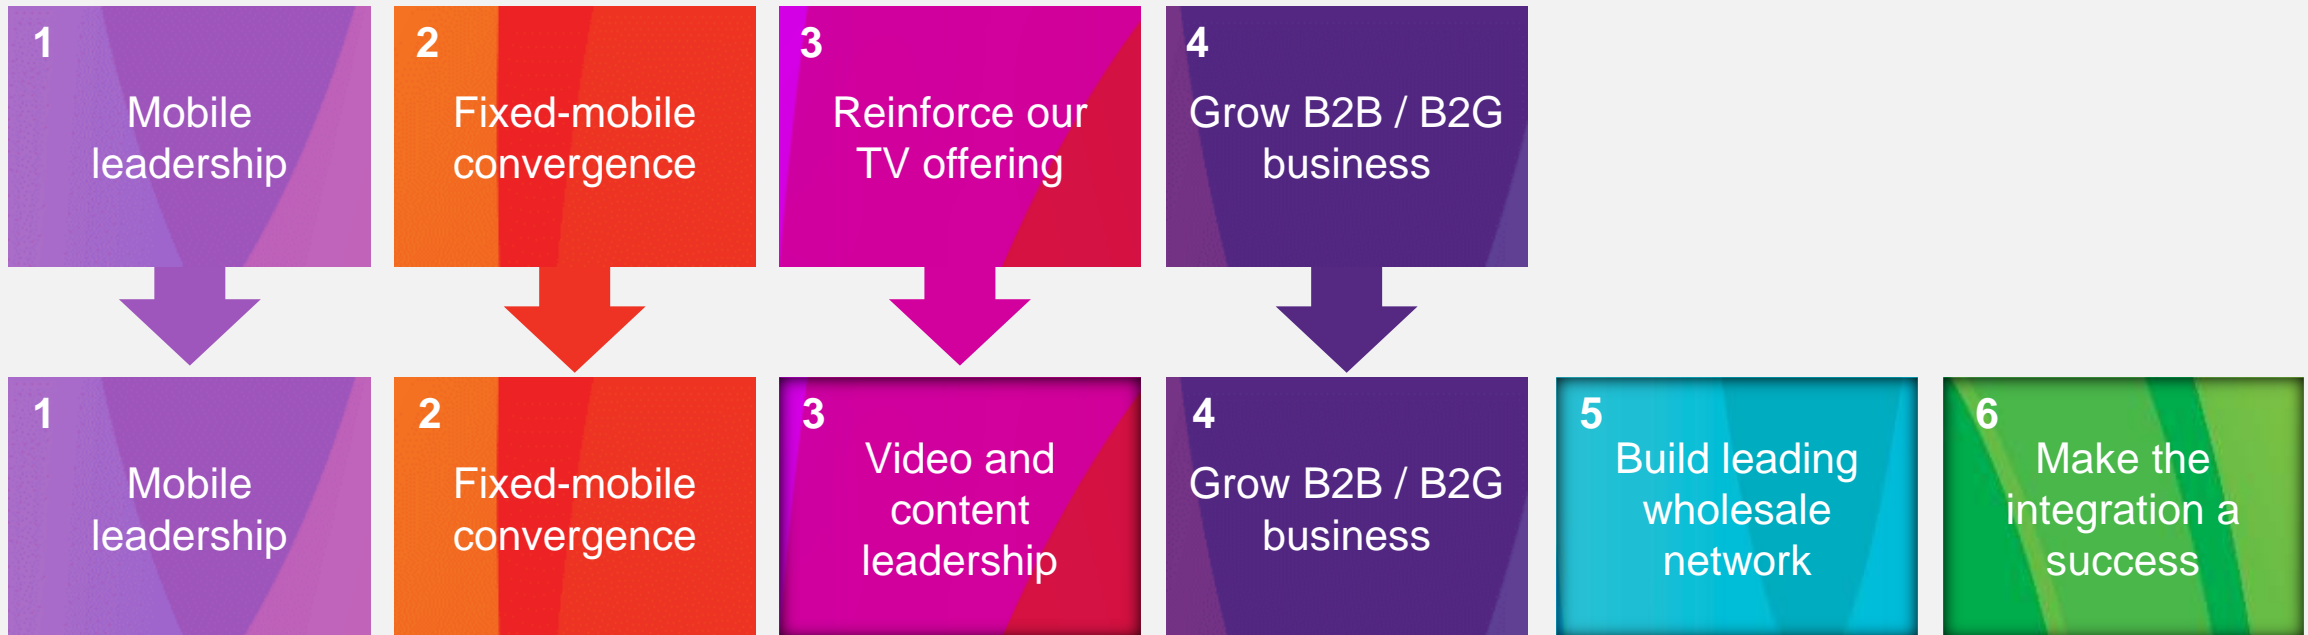 1
Mobile
leadership
2
Fixed-mobile
convergence
3
Reinforce our
TV offering
4
Grow B2B / B2G
business
1
Mobile
leadership
2
Fixed-mobile
convergence
3
Video and
content
leadership
4
Grow B2B / B2G
business
5
Build leading
wholesale
network
6
Make the
integration a
success